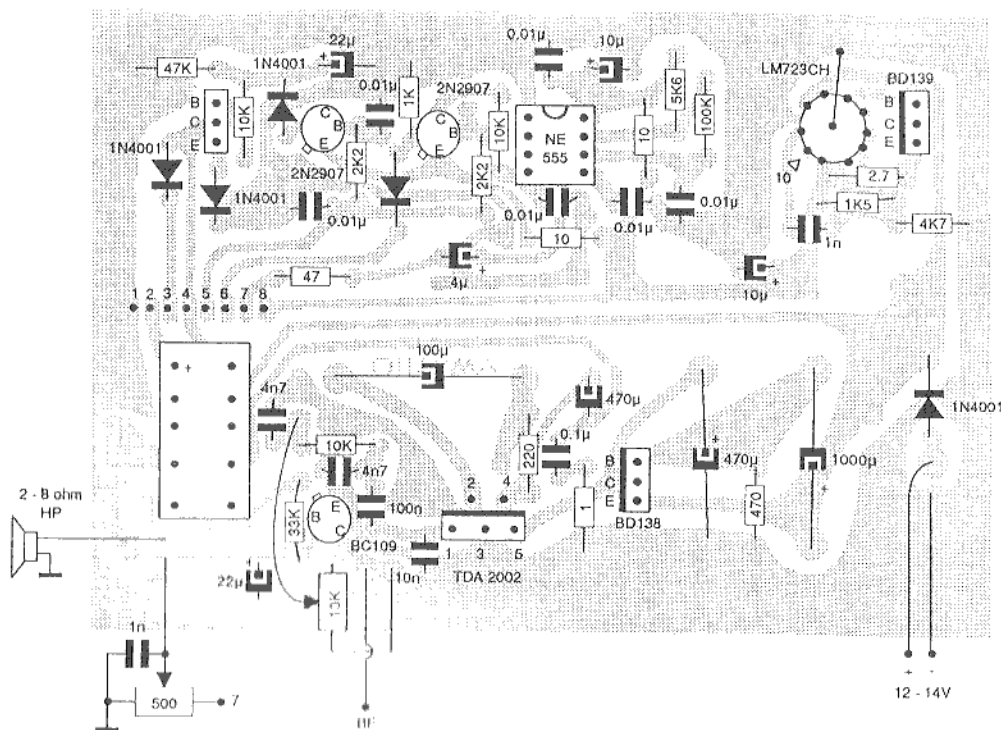 22µ
0.01µ
10µ
47K
1N4001
0.01µ
1K
2N2907
5K6
100K
LM723CH
BD139
B
C
E
10K
C
B
E
C
B
E
10K
NE
555
10
B
C
E
1N4001
2N2907
2K2
2K2
10
2.7
1N4001
0.01µ
0.01µ
0.01µ
0.01µ
1K5
4K7
1n
10
47
4µ
10µ
1 2 3 4 5 6 7 8
+
100µ
4n7
470µ
1N4001
10K
220
0.1µ
B
C
E
470µ
1000µ
4n7
2 4
2 - 8 ohm
HP
33K
B
E
C
100n
1
BD138
470
BC109
1 3 5
10n
TDA 2002
22µ
10K
1n
500
7
+ -
12 - 14V